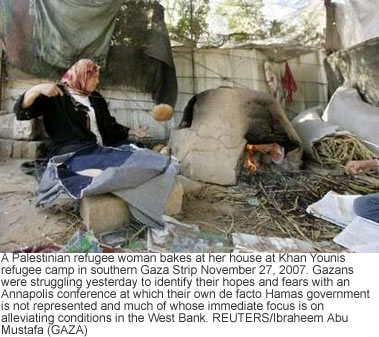 A Palestinian refugee woman bakes at her house at Khan Younis
refugee camp in southern Gaza Strip November 27, 2007. Gazans
were struggling yesterday to identify their hopes and fears with an
Annapolis conference at which their own de facto Hamas government
is not represented and much of whose immediate focus is on
alleviating conditions in the West Bank. REUTERS/Ibraheem Abu
Mustafa (GAZA)